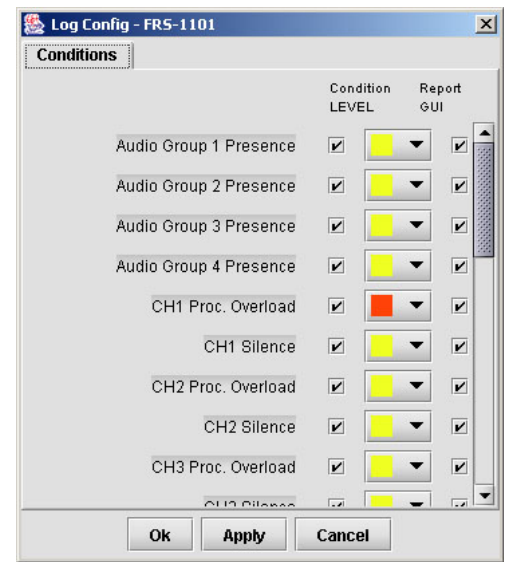 Log Config - FRS-1101
Conditions
Condition Report
LEVEL GUI
Audio Group 1 Presence
Audio Group 2 Presence
Audio Group 3 Presence
Audio Group 4 Presence
CH1 Proc. Overload
CH1 Silence
CH2 Proc. Overload
CH2 Silence
CH3 Proc. Overload
CH3 Silence
Ok Apply Cancel